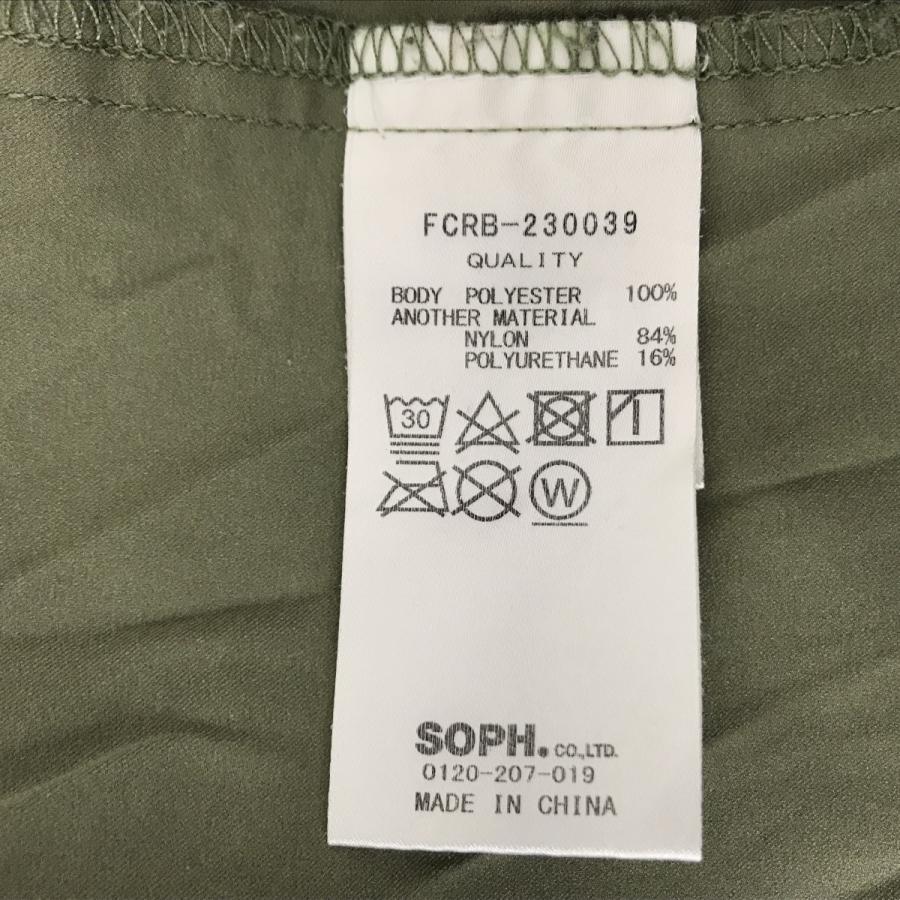 FCRB-230039
QUALITY
BODY POLYESTER 100%
ANOTHER MATERIAL
NYLON 84%
POLYURETHANE 16%
30
W
SOPH. CO.,LTD.
0120-207-019
MADE IN CHINA